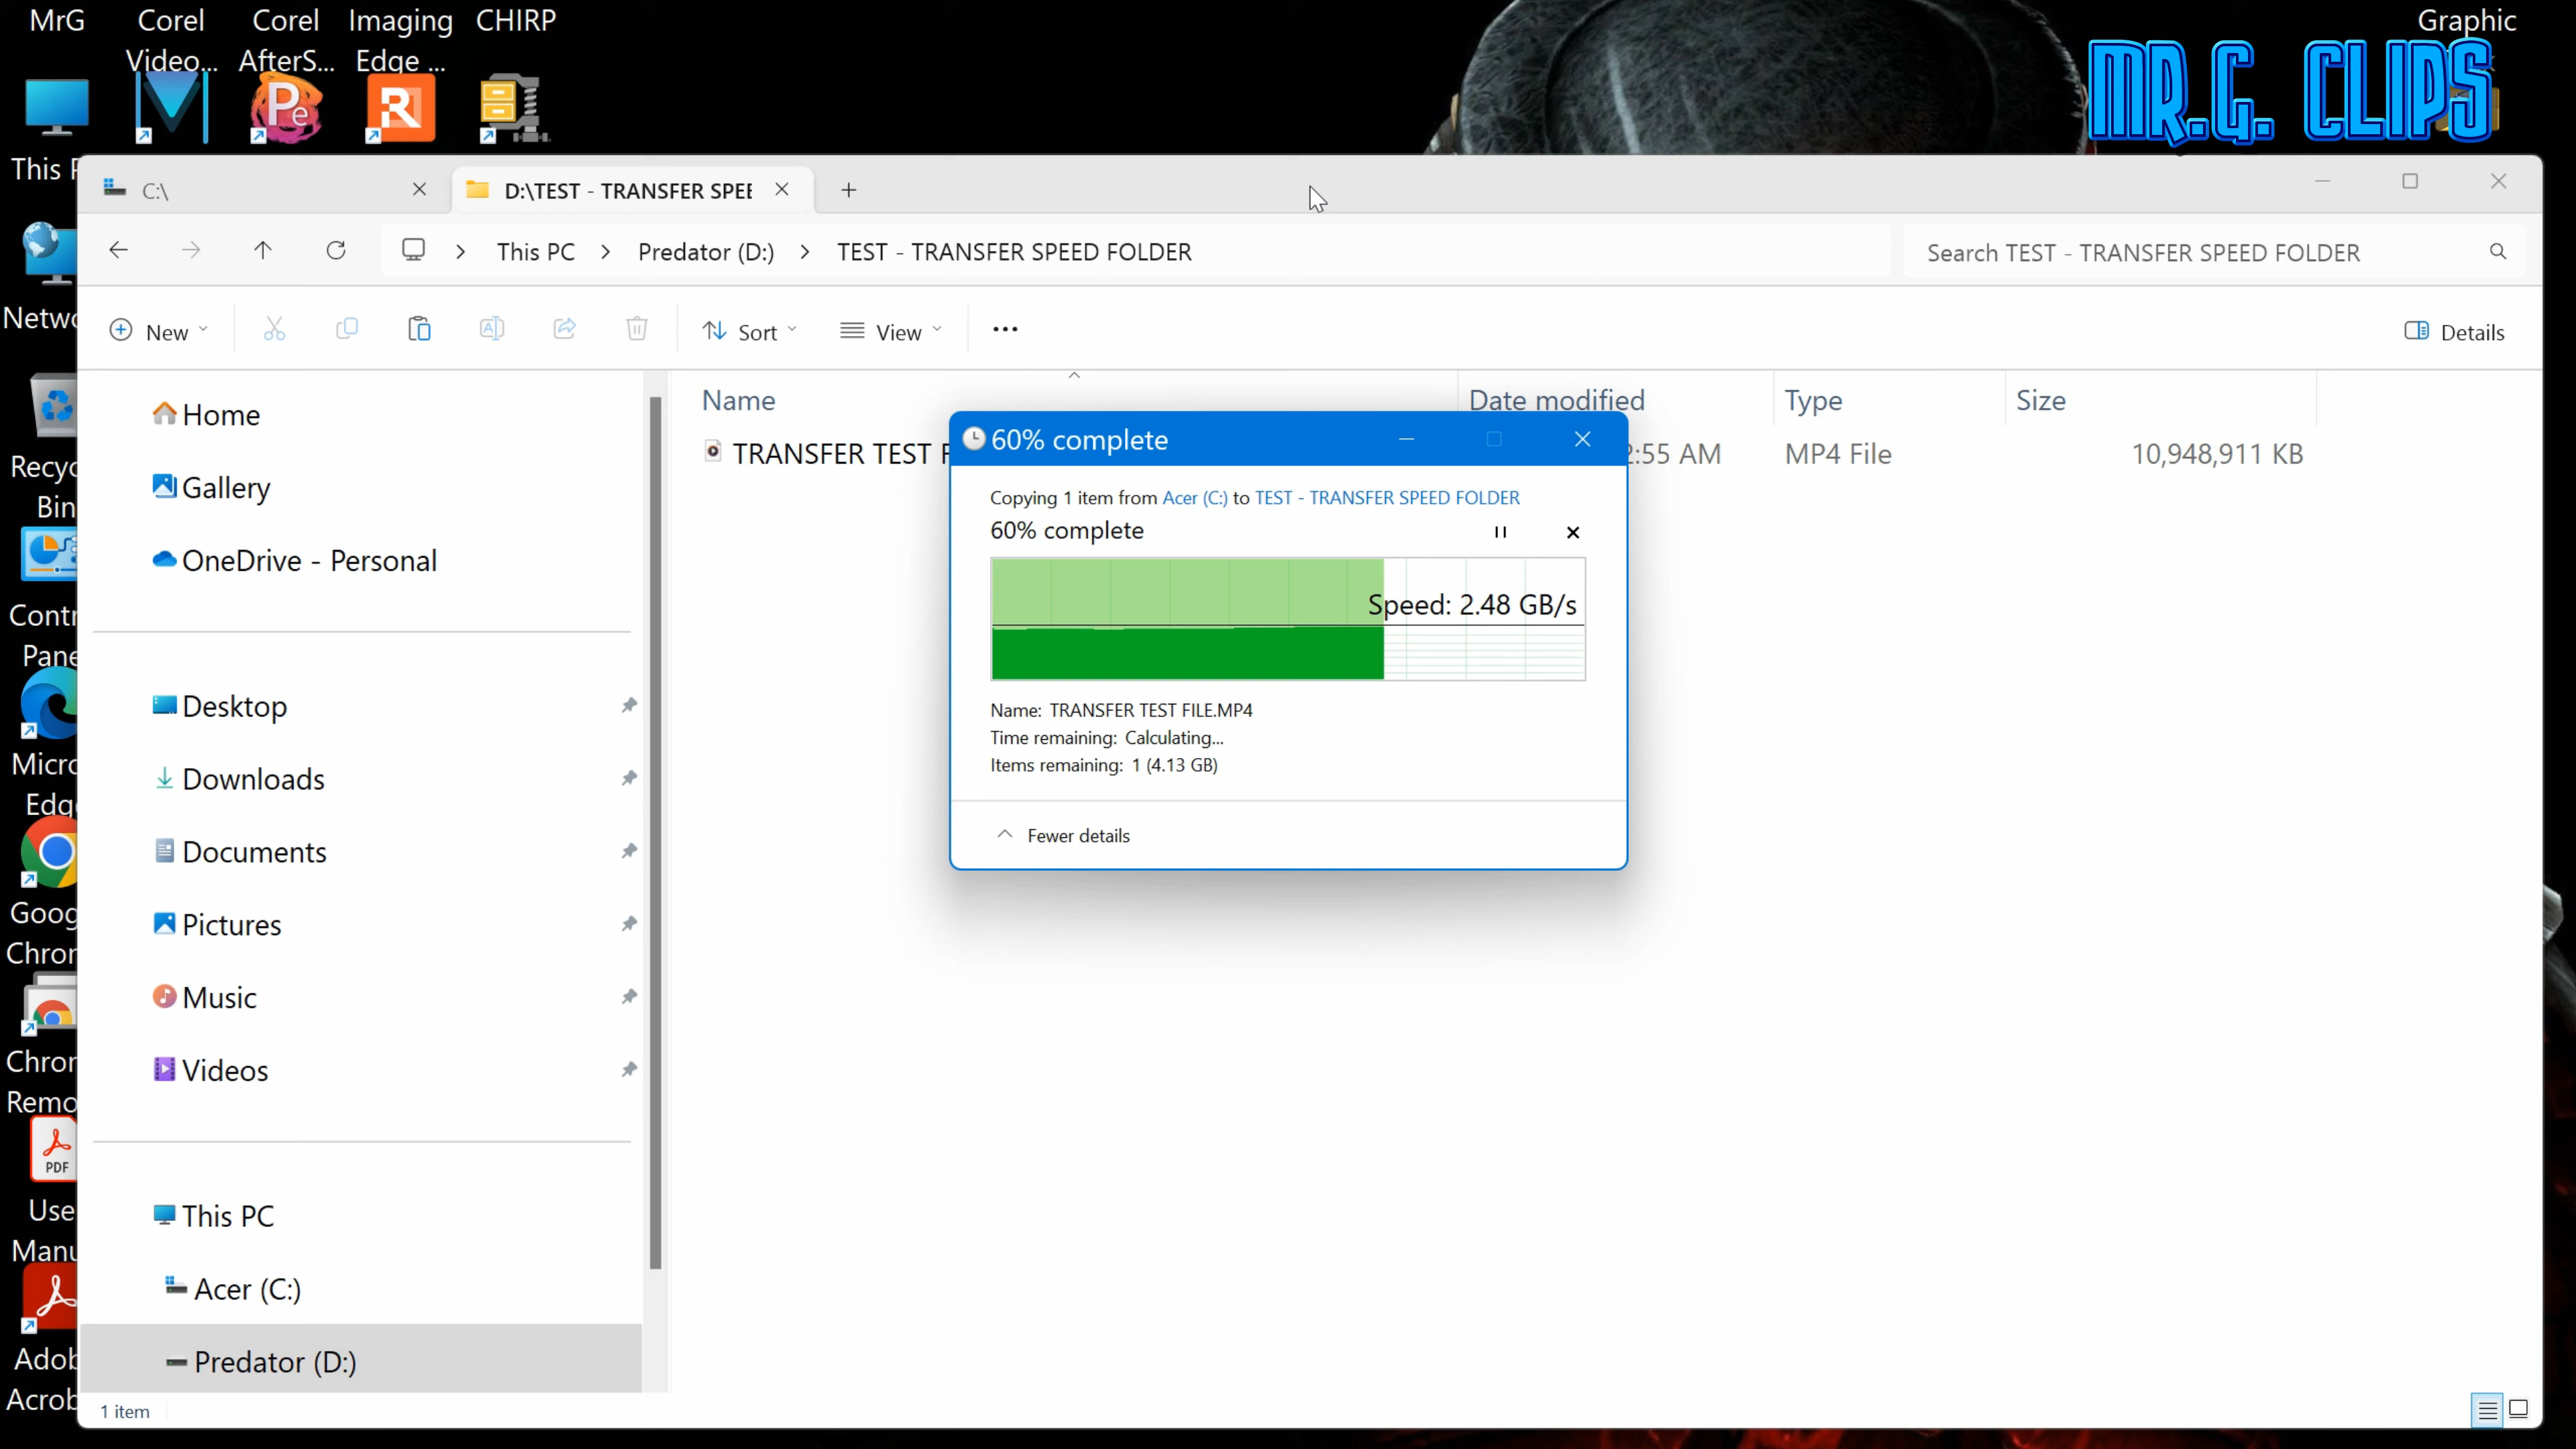 MrG
Corel Video...
Corel AfterS...
Imaging Edge ...
CHIRP
Graphic
MR.G. CLIPS
This P
C:\
D:\TEST - TRANSFER SPEE
This PC
Predator (D:)
TEST - TRANSFER SPEED FOLDER
Search TEST - TRANSFER SPEED FOLDER
Netwo
New
Sort
View
Details
Name
Date modified
Type
Size
TRANSFER TEST F
2:55 AM
MP4 File
10,948,911 KB
60% complete
Copying 1 item from Acer (C:) to TEST - TRANSFER SPEED FOLDER
60% complete
Speed: 2.48 GB/s
Name: TRANSFER TEST FILE.MP4
Time remaining: Calculating...
Items remaining: 1 (4.13 GB)
Fewer details
Home
Gallery
OneDrive - Personal
Desktop
Downloads
Documents
Pictures
Music
Videos
This PC
Acer (C:)
Predator (D:)
1 item
Recyc
Bin
Contr
Pane
Micro
Edg
Goog
Chron
Chron
Remo
PDF
Use
Manu
Adob
Acrob